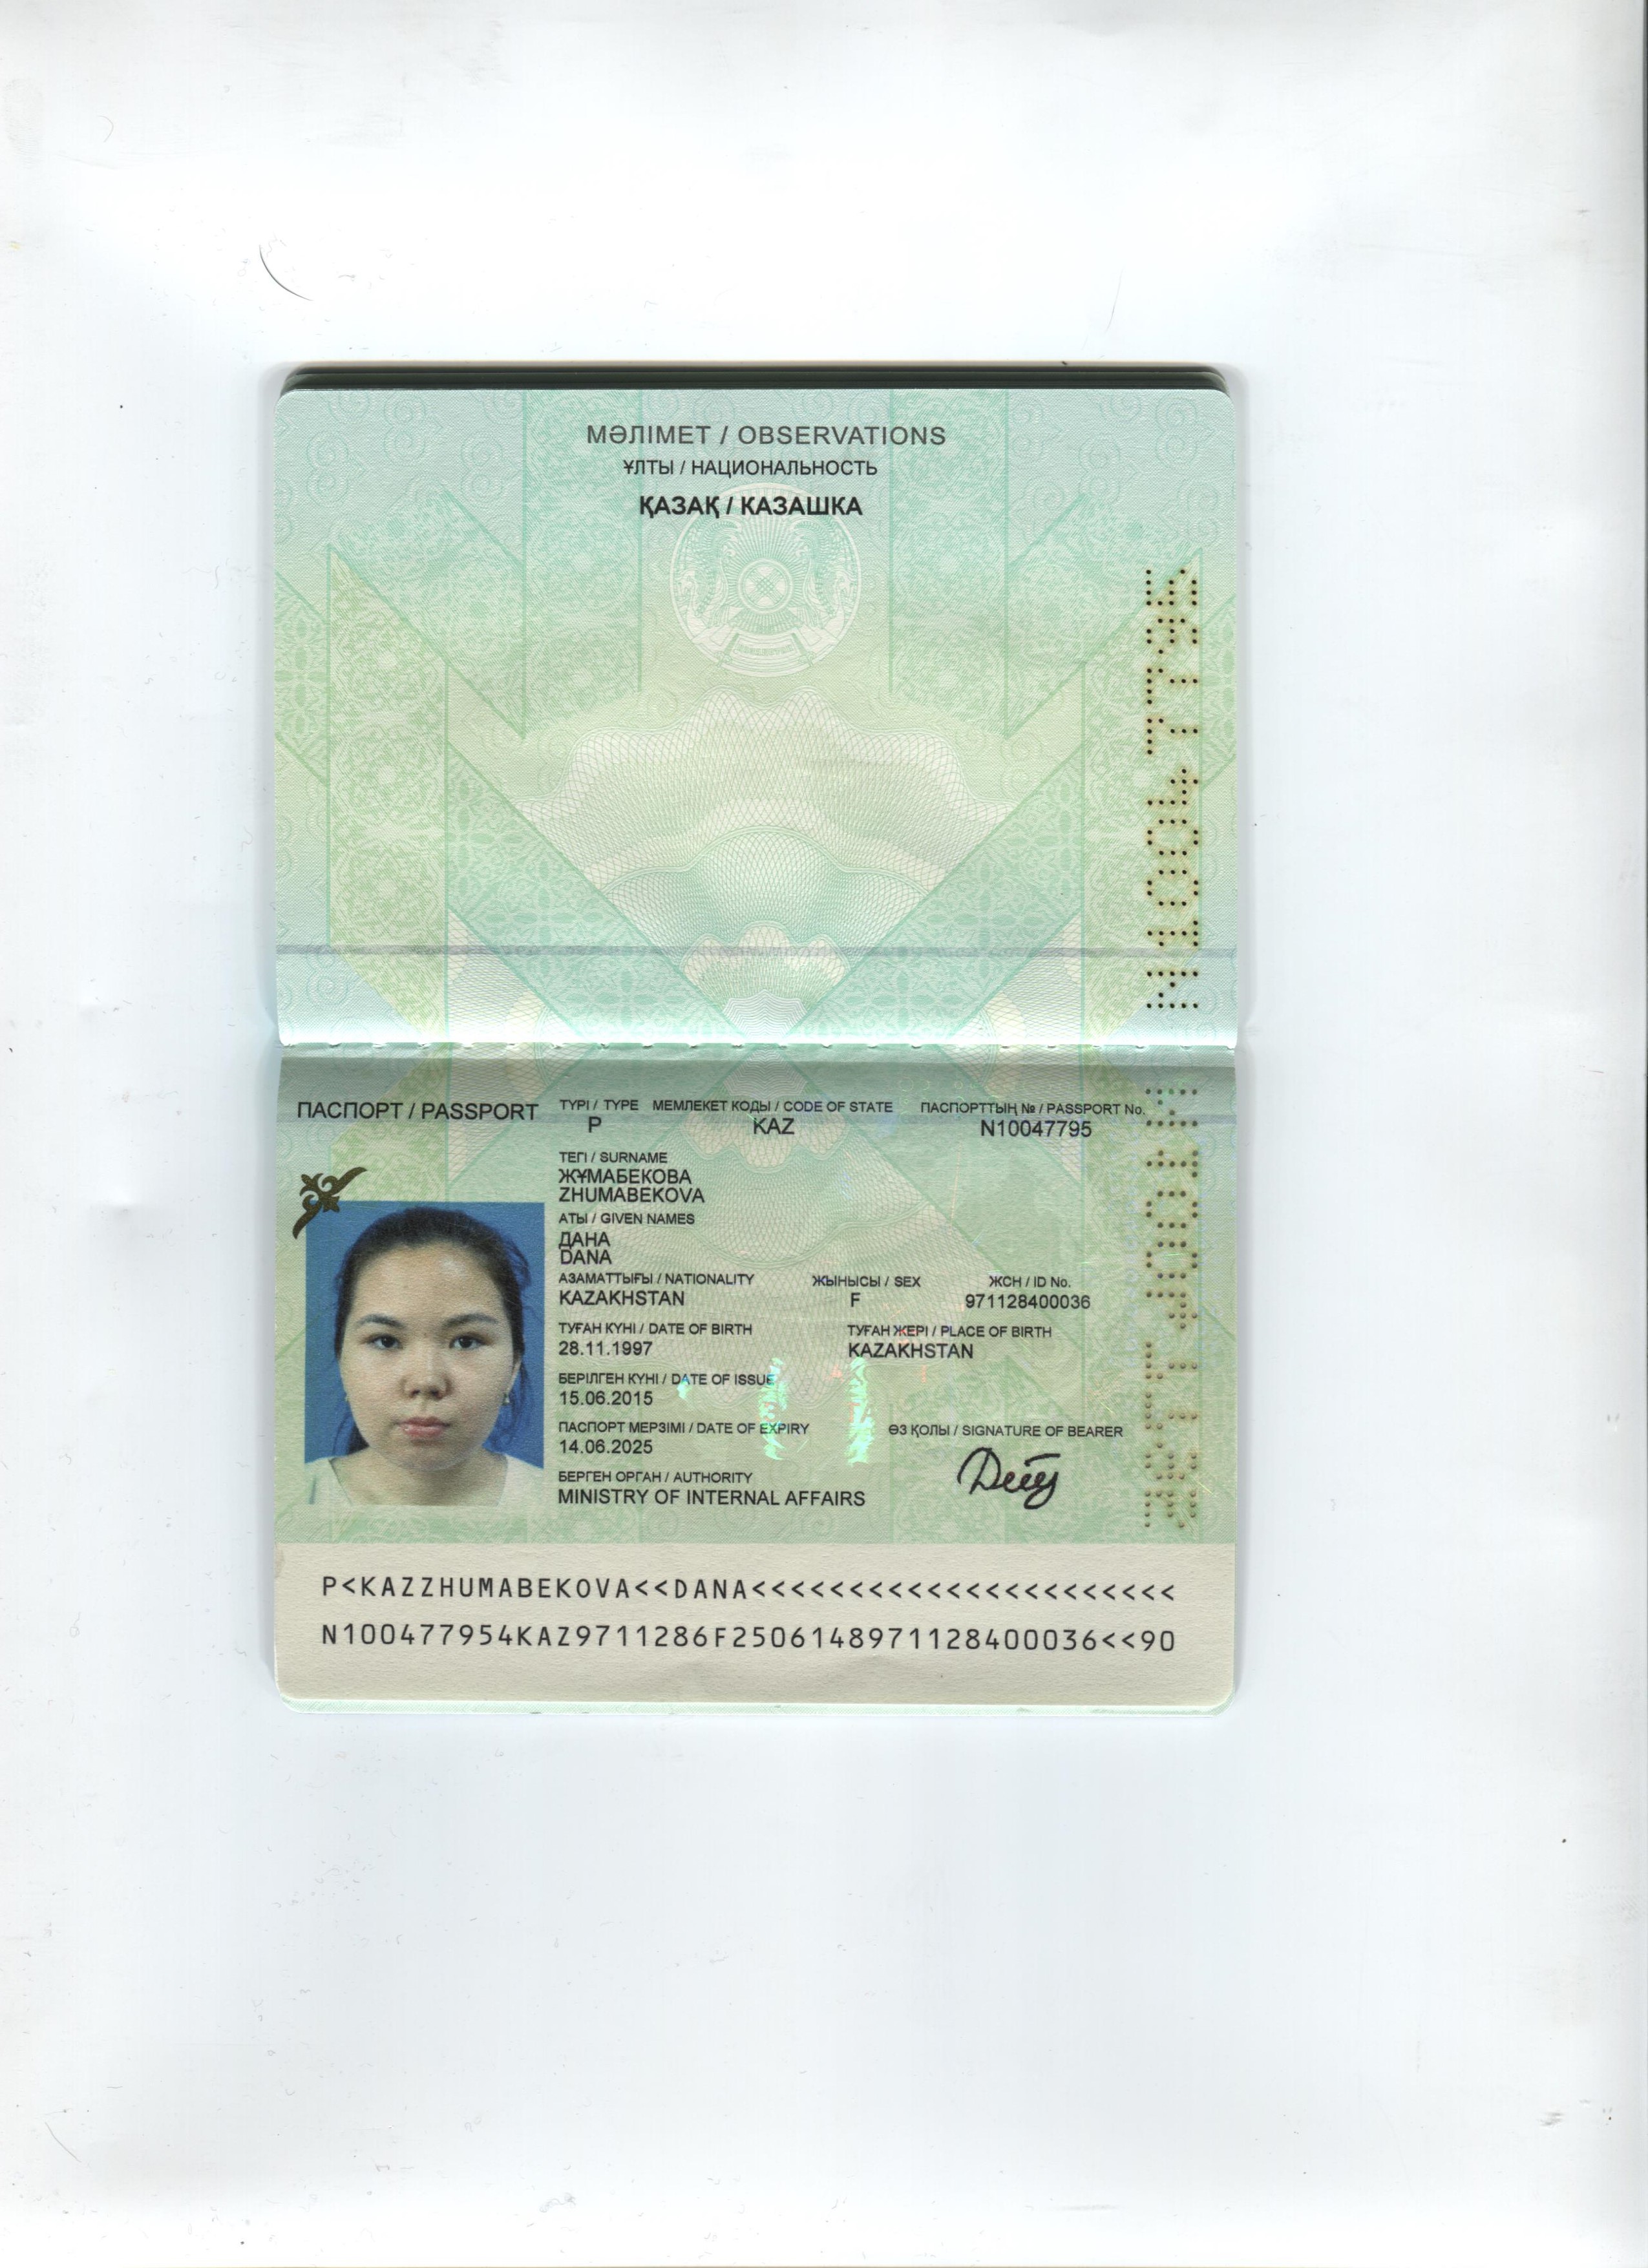 МӘЛІМЕТ / OBSERVATIONS
ҰЛТЫ / НАЦИОНАЛЬНОСТЬ
ҚАЗАҚ / КАЗАШКА
N10047795
ПАСПОРТ / PASSPORT
ТҮРІ / TYPE
МЕМЛЕКЕТ КОДЫ / CODE OF STATE
ПАСПОРТТЫҢ № / PASSPORT No.
P
KAZ
N10047795
ТЕГІ / SURNAME
ЖҰМАБЕКОВА
ZHUMABEKOVA
АТЫ / GIVEN NAMES
ДАНА
DANA
АЗАМАТТЫҒЫ / NATIONALITY
ЖЫНЫСЫ / SEX
ЖСН / ID No.
KAZAKHSTAN
F
971128400036
ТУҒАН КҮНІ / DATE OF BIRTH
ТУҒАН ЖЕРІ / PLACE OF BIRTH
28.11.1997
KAZAKHSTAN
БЕРІЛГЕН КҮНІ / DATE OF ISSUE
15.06.2015
ПАСПОРТ МЕРЗІМІ / DATE OF EXPIRY
ӨЗ ҚОЛЫ / SIGNATURE OF BEARER
14.06.2025
БЕРГЕН ОРГАН / AUTHORITY
MINISTRY OF INTERNAL AFFAIRS
P<KAZZHUMABEKOVA<<DANA<<<<<<<<<<<<<<<<<<<<<<
N100477954KAZ9711286F2506148971128400036<<90